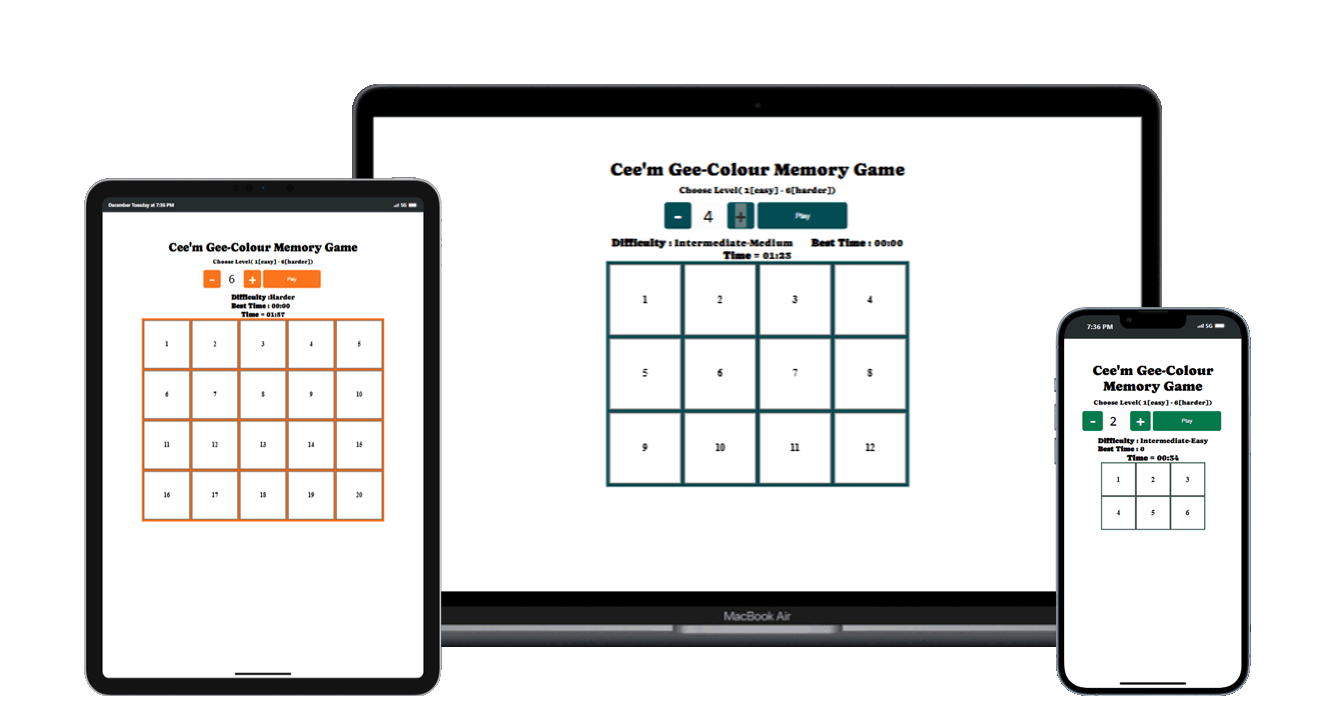 December Tuesday at 7:36 PM
5G
Cee'm Gee-Colour Memory Game
Choose Level( 1[easy] - 6[harder])
- 6 + Play
Difficulty :Harder
Best Time : 00:00
Time = 01:57
1 2 3 4 5
6 7 8 9 10
11 12 13 14 15
16 17 18 19 20
Cee'm Gee-Colour Memory Game
Choose Level( 1[easy] - 6[harder])
- 4 + Play
Difficulty : Intermediate-Medium Best Time : 00:00
Time = 01:23
1 2 3 4
5 6 7 8
9 10 11 12
MacBook Air
7:36 PM 5G
Cee'm Gee-Colour
Memory Game
Choose Level( 1[easy] - 6[harder])
- 2 + Play
Difficulty : Intermediate-Easy
Best Time : 0
Time = 00:34
1 2 3
4 5 6